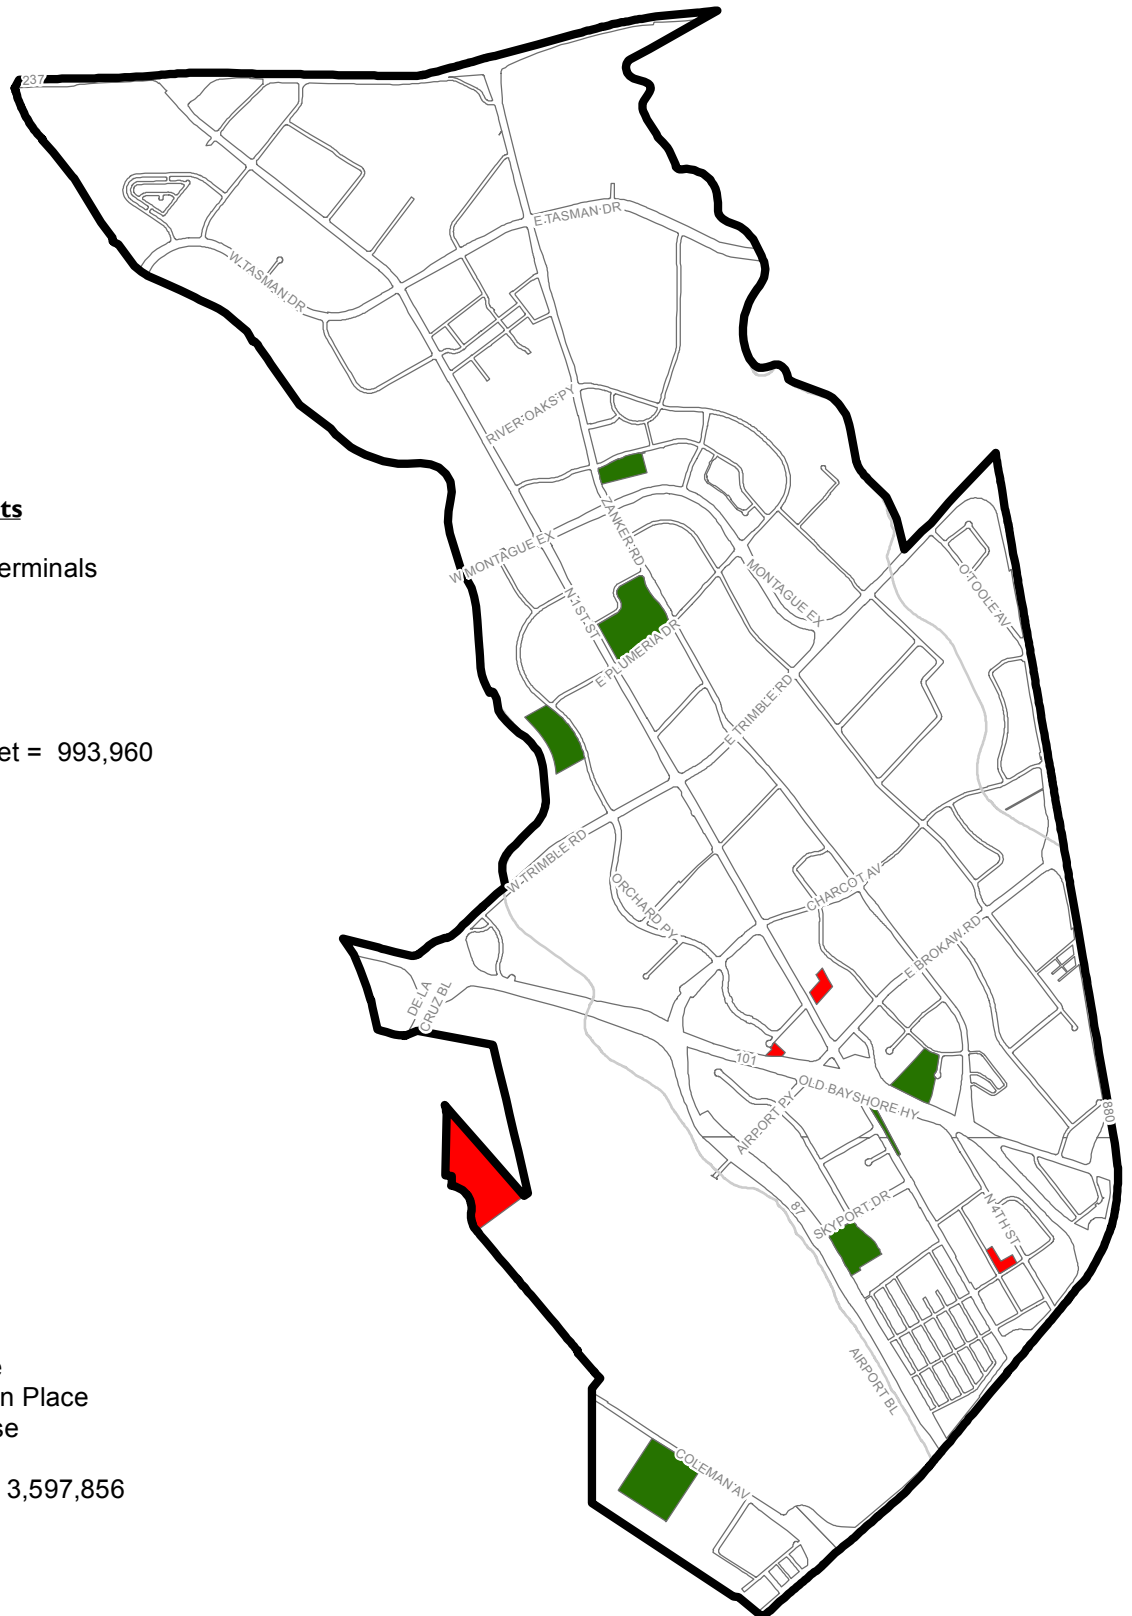 237
E TASMAN DR
W TASMAN DR
RIVER OAKS PY
ZANKER RD
W MONTAGUE EX
MONTAGUE EX
O TOOLE AV
N 1ST ST
E PLUMERIA DR
E TRIMBLE RD
W TRIMBLE RD
ORCHARD PY
CHARCOT AV
E BROKAW RD
DE LA
CRUZ BL
101
OLD BAYSHORE HY
AIRPORT PY
880
87
SKYPORT DR
N 4TH ST
AIRPORT BL
COLEMAN AV
ts
erminals
et = 993,960
e
n Place
se
3,597,856